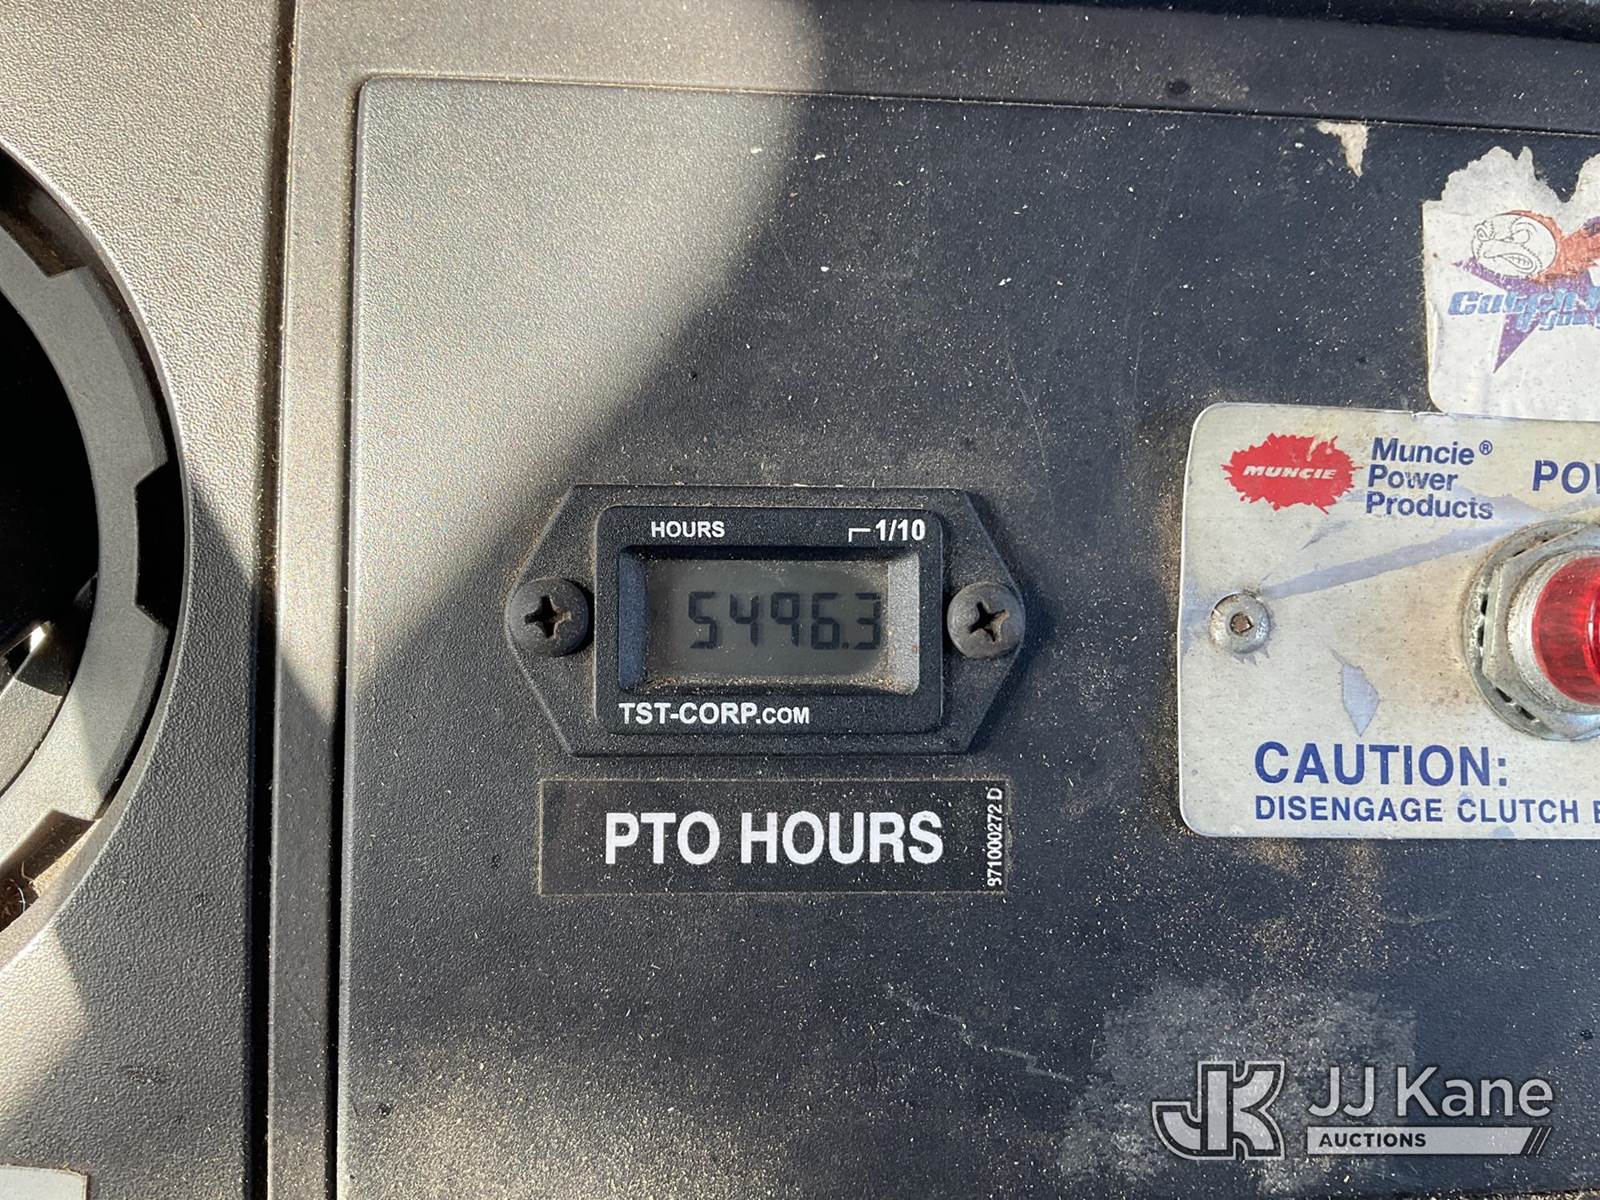 HOURS
1/10
5496.3
TST-CORP.COM
PTO HOURS
971000272 D
MUNCIE
Muncie®
Power
Products
CAUTION:
DISENGAGE CLUTCH
JK
JJ Kane
AUCTIONS